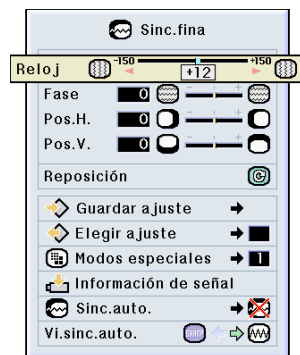 Sinc.fina
Reloj -150 +12 +150
Fase 0
Pos.H. 0
Pos.V. 0
Reposición
Guardar ajuste
Elegir ajuste
Modos especiales 1
Información de señal
Sinc.auto.
Vi.sinc.auto.